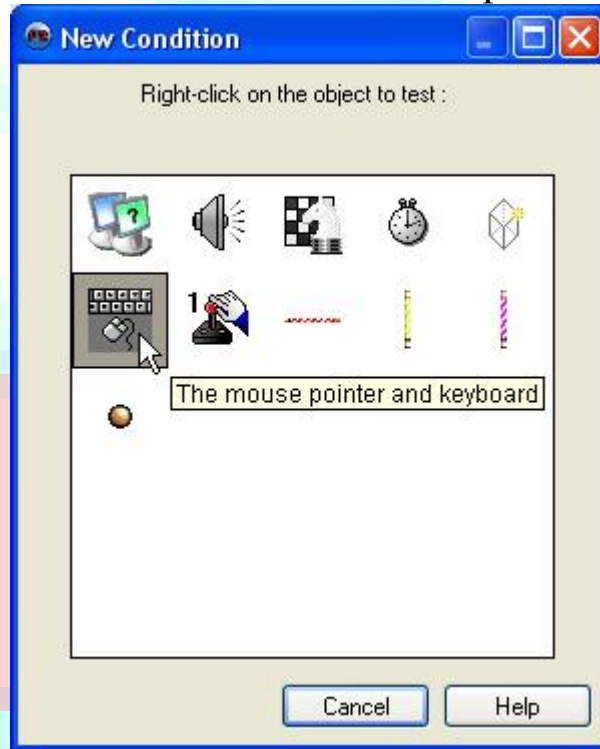 New Condition
Right-click on the object to test :
?
1
The mouse pointer and keyboard
Cancel
Help